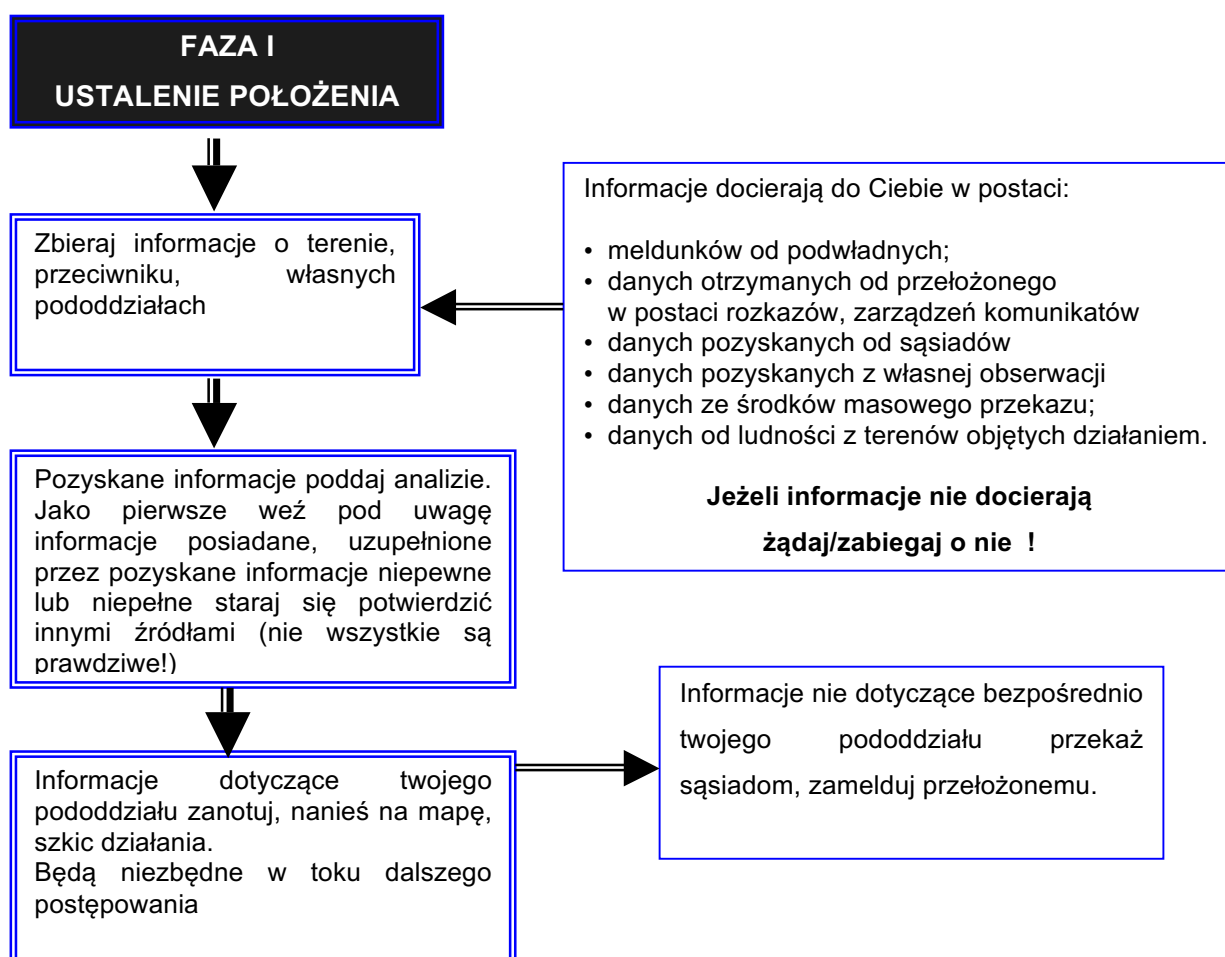 FAZA I
USTALENIE POŁOŻENIA
Zbieraj informacje o terenie,
przeciwniku, własnych
pododdziałach
Informacje docierają do Ciebie w postaci:
• meldunków od podwładnych;
• danych otrzymanych od przełożonego
w postaci rozkazów, zarządzeń komunikatów
• danych pozyskanych od sąsiadów
• danych pozyskanych z własnej obserwacji
• danych ze środków masowego przekazu;
• danych od ludności z terenów objętych działaniem.
Jeżeli informacje nie docierają
żądaj/zabiegaj o nie !
Pozyskane informacje poddaj analizie.
Jako pierwsze weź pod uwagę
informacje posiadane, uzupełnione
przez pozyskane informacje niepewne
lub niepełne staraj się potwierdzić
innymi źródłami (nie wszystkie są
prawdziwe!)
Informacje nie dotyczące bezpośrednio
twojego pododdziału przekaż
sąsiadom, zamelduj przełożonemu.
Informacje dotyczące twojego
pododdziału zanotuj, nanieś na mapę,
szkic działania.
Będą niezbędne w toku dalszego
postępowania